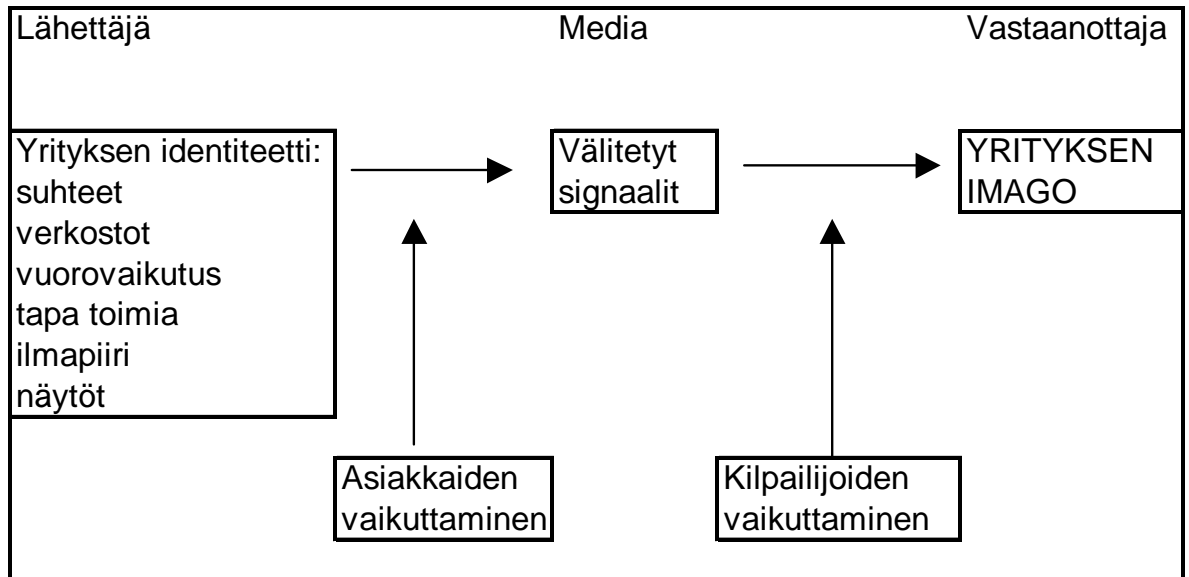 Lähettäjä
Media
Vastaanottaja
Yrityksen identiteetti:
suhteet
verkostot
vuorovaikutus
tapa toimia
ilmapiiri
näytöt
Välitetyt
signaalit
YRITYKSEN
IMAGO
Asiakkaiden
vaikuttaminen
Kilpailijoiden
vaikuttaminen